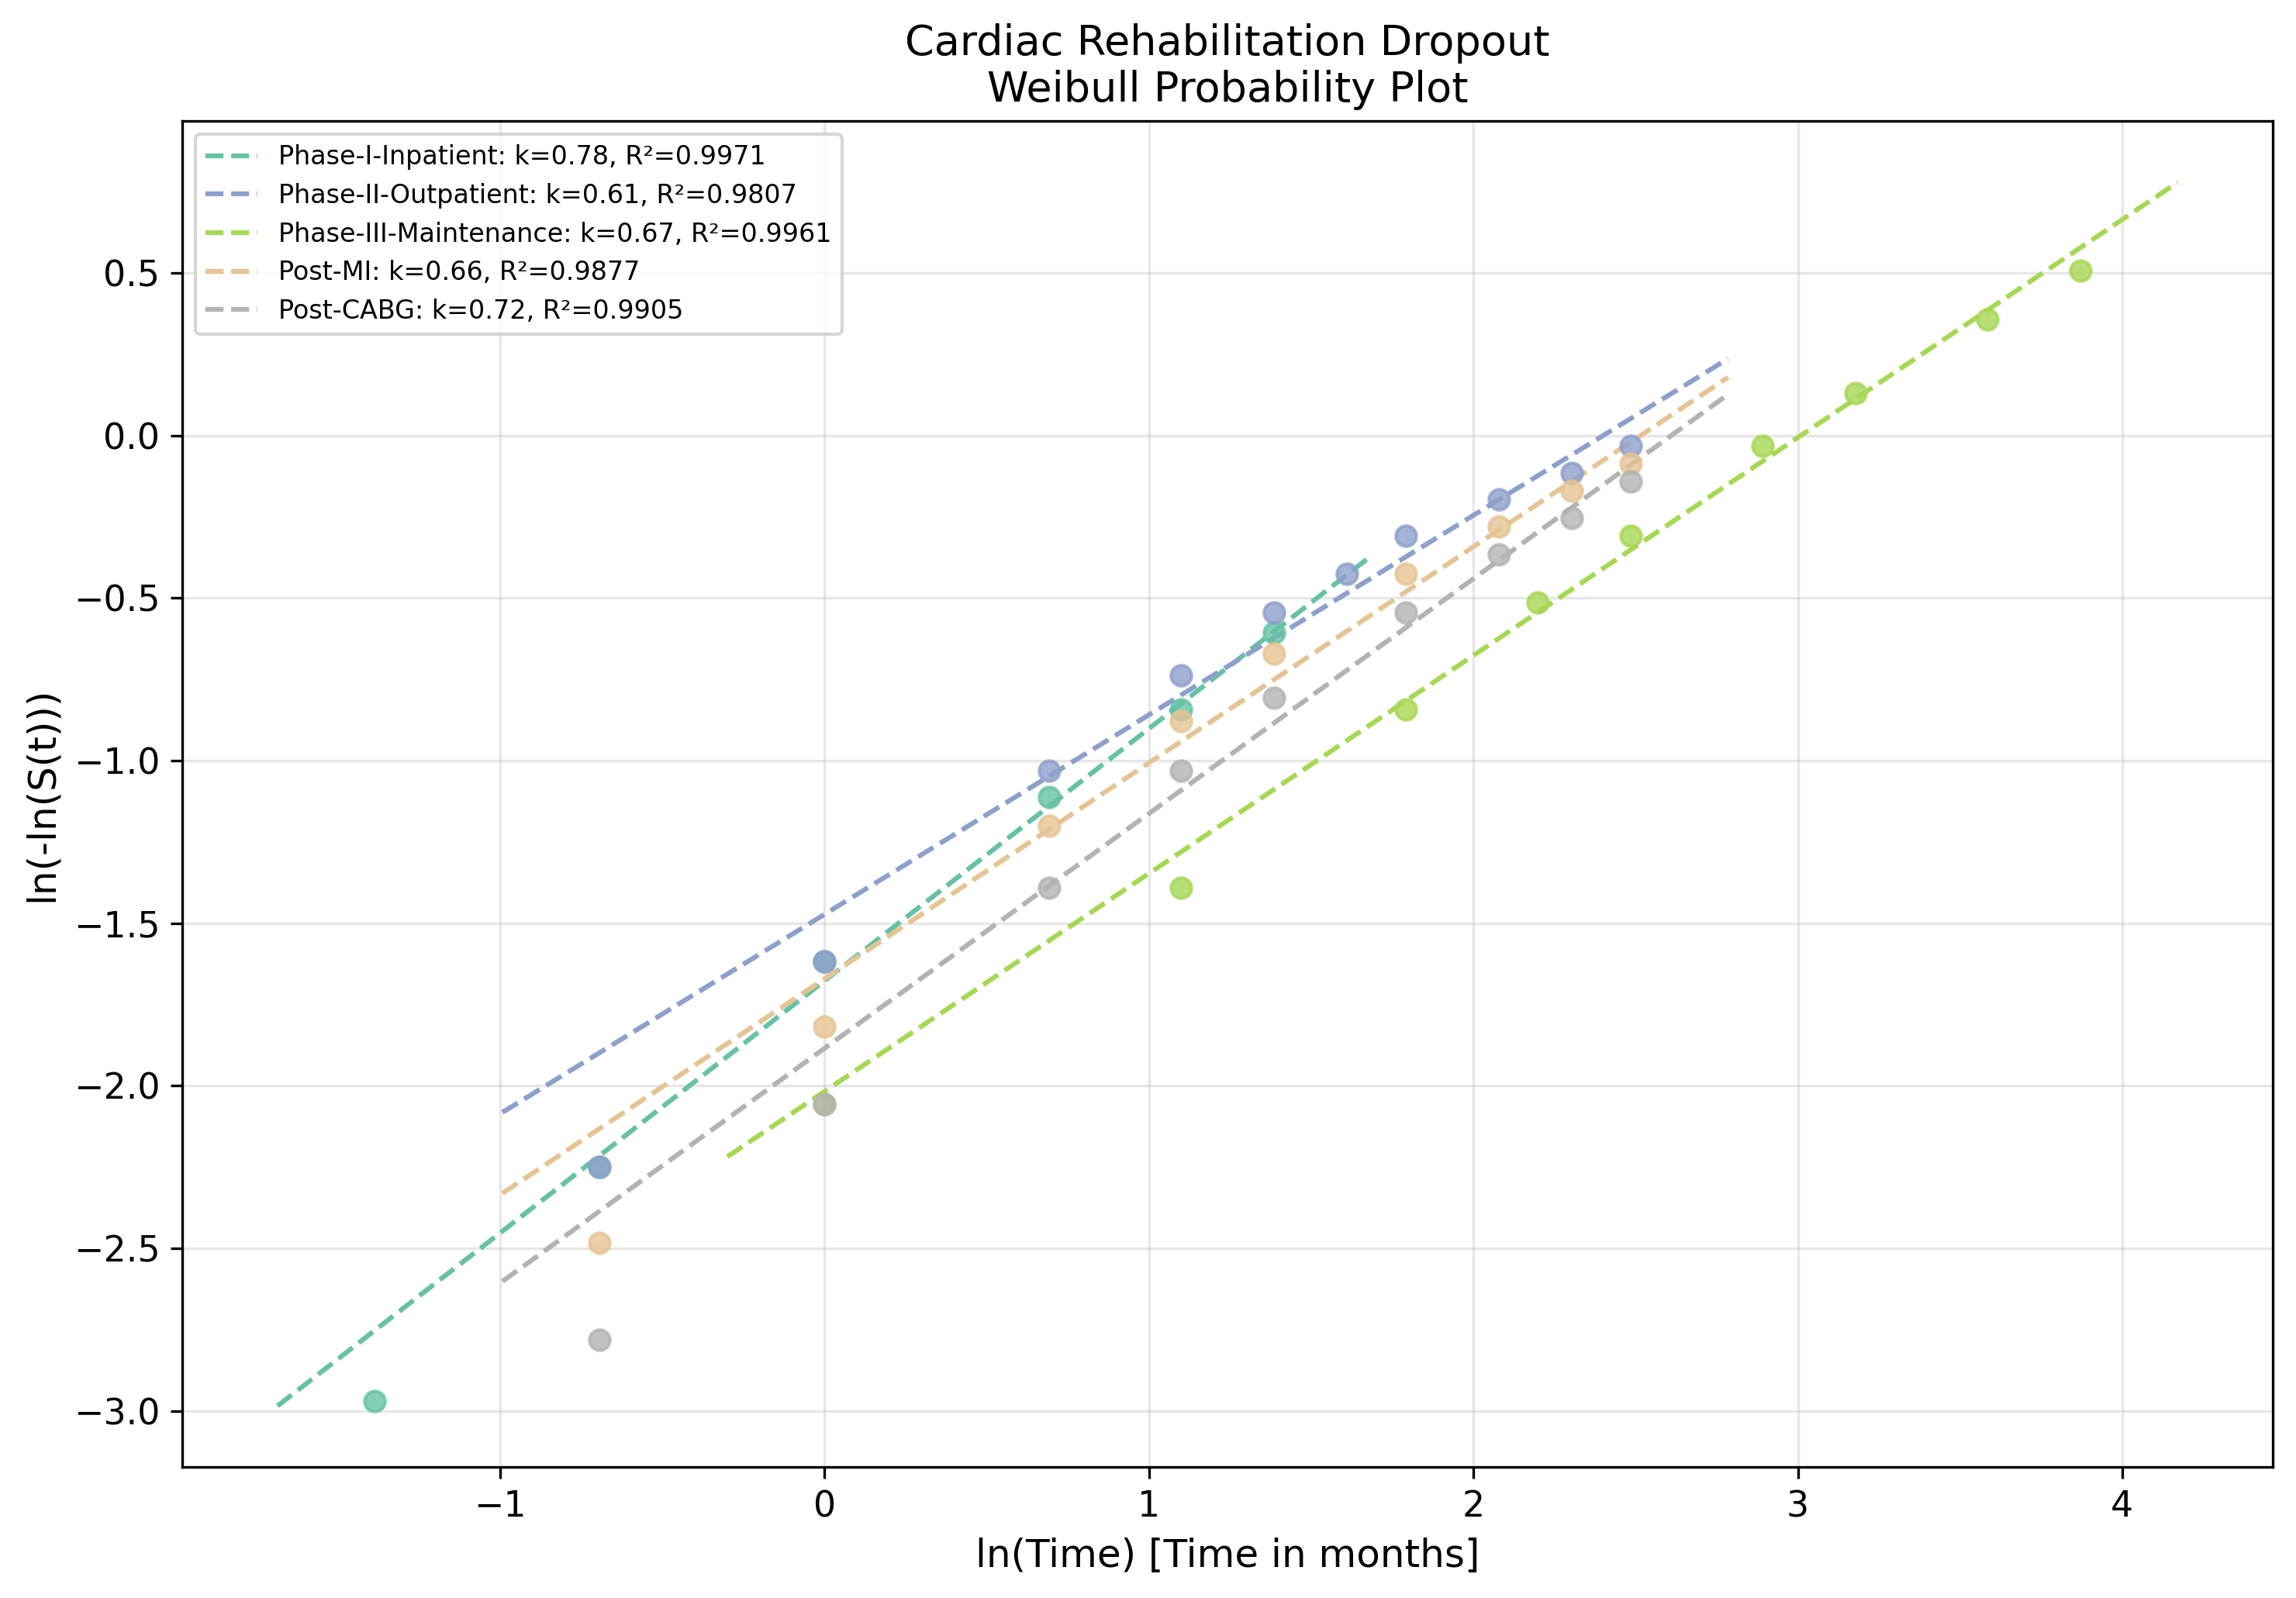 Cardiac Rehabilitation Dropout
Weibull Probability Plot
Phase-I-Inpatient: k=0.78, R²=0.9971
Phase-II-Outpatient: k=0.61, R²=0.9807
Phase-III-Maintenance: k=0.67, R²=0.9961
Post-MI: k=0.66, R²=0.9877
Post-CABG: k=0.72, R²=0.9905
ln(-ln(S(t)))
0.5
0.0
−0.5
−1.0
−1.5
−2.0
−2.5
−3.0
−1 0 1 2 3 4
ln(Time) [Time in months]